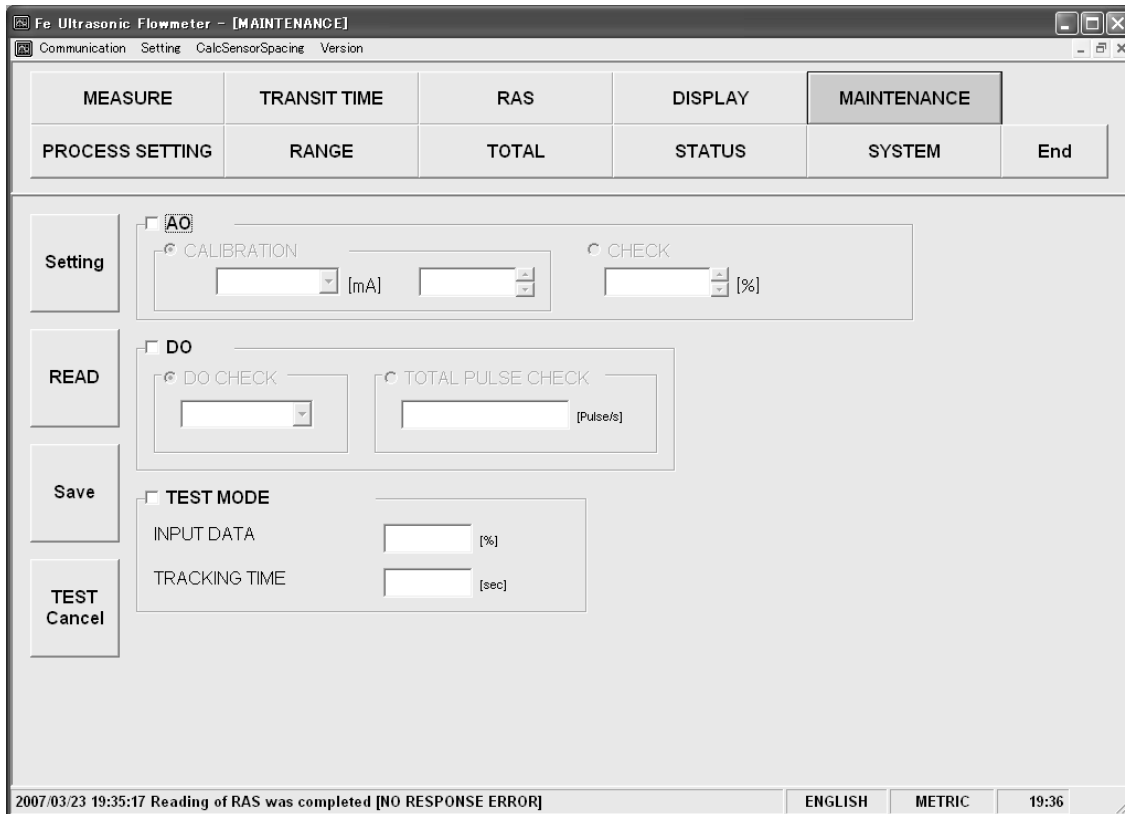 Fe Ultrasonic Flowmeter - [MAINTENANCE]
Communication Setting CalcSensorSpacing Version
MEASURE TRANSIT TIME RAS DISPLAY MAINTENANCE
PROCESS SETTING RANGE TOTAL STATUS SYSTEM End
Setting
READ
Save
TEST
Cancel
AO
CALIBRATION
[mA]
CHECK
[%]
DO
DO CHECK
TOTAL PULSE CHECK
[Pulse/s]
TEST MODE
INPUT DATA [%]
TRACKING TIME [sec]
2007/03/23 19:35:17 Reading of RAS was completed [NO RESPONSE ERROR] ENGLISH METRIC 19:36